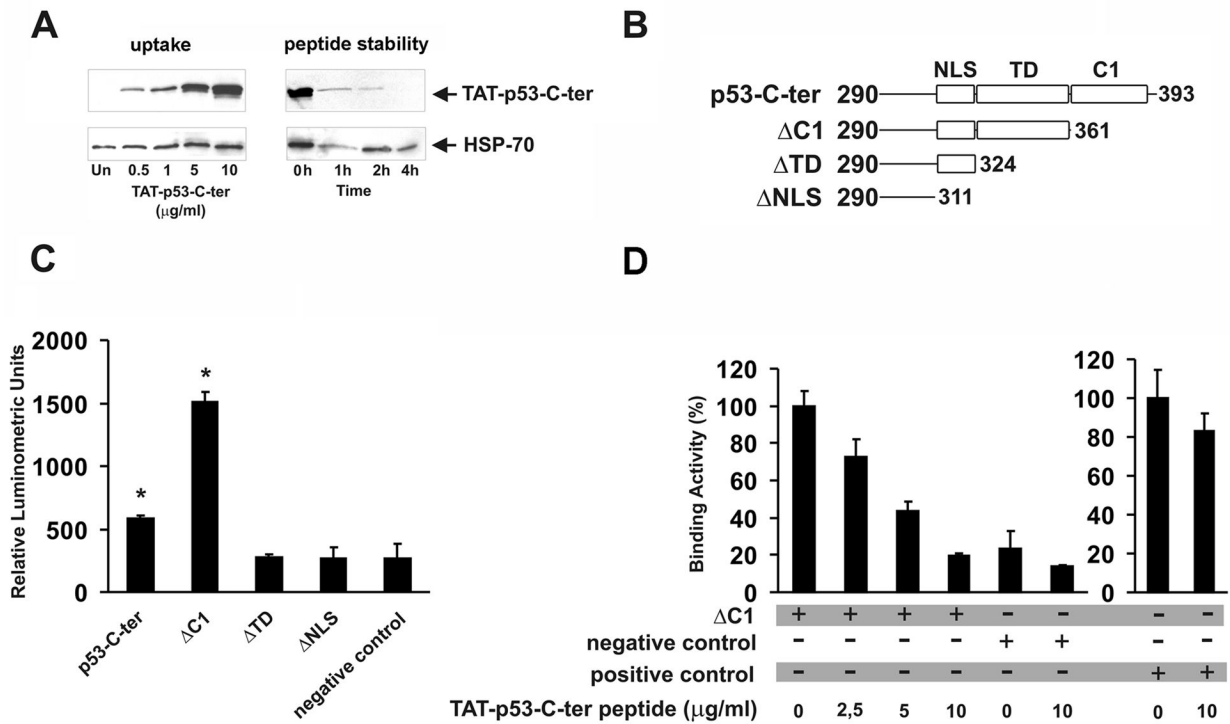 A
uptake
peptide stability
TAT-p53-C-ter
HSP-70
Un 0.5 1 5 10
0h 1h 2h 4h
TAT-p53-C-ter
(μg/ml)
Time
B
NLS TD C1
p53-C-ter 290 393
ΔC1 290 361
ΔTD 290 324
ΔNLS 290 311
C
Relative Luminometric Units
2000
1500
1000
500
0
* *
p53-C-ter
ΔC1
ΔTD
ΔNLS
negative control
D
Binding Activity (%)
120
100
80
60
40
20
0
120
100
80
60
40
20
0
ΔC1 + + + + - - - -
negative control - - - - + + - -
positive control - - - - - - + +
TAT-p53-C-ter peptide (μg/ml) 0 2,5 5 10 0 10 0 10